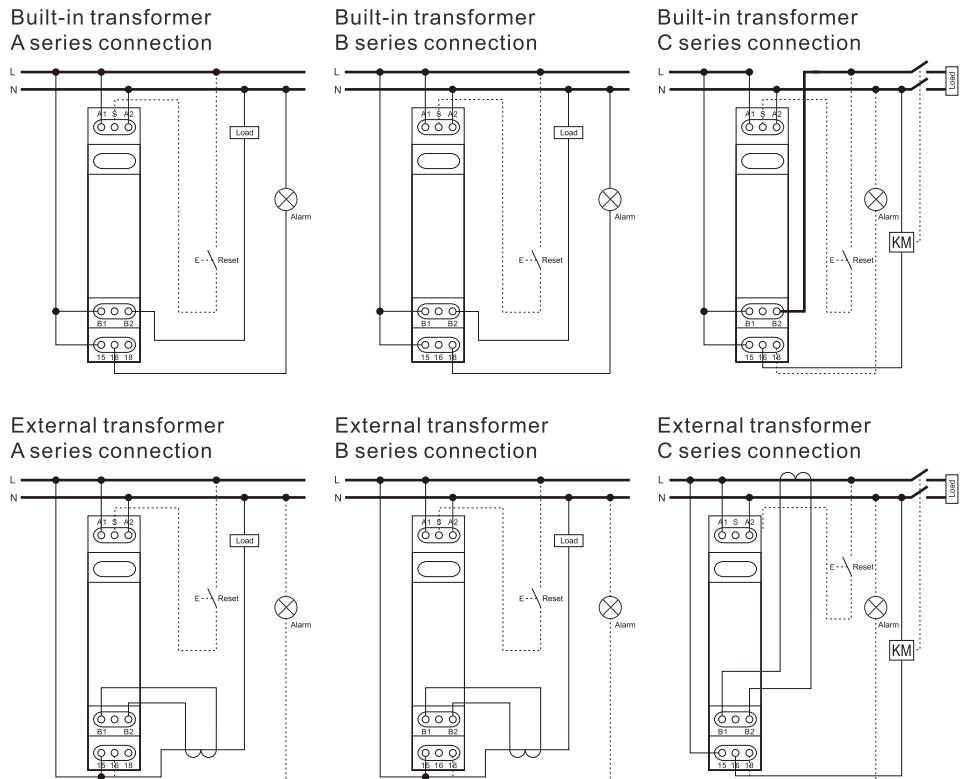 Built-in transformer
A series connection
L
N
A1 S A2
Load
Alarm
E
Reset
B1 B2
15 16 18
Built-in transformer
B series connection
L
N
A1 S A2
Load
Alarm
E
Reset
B1 B2
15 16 18
Built-in transformer
C series connection
L
N
Load
A1 S A2
Alarm
KM
E
Reset
B1 B2
15 16 18
External transformer
A series connection
L
N
A1 S A2
Load
E
Reset
Alarm
B1 B2
15 16 18
External transformer
B series connection
L
N
A1 S A2
Load
E
Reset
Alarm
B1 B2
15 16 18
External transformer
C series connection
L
N
Load
A1 S A2
E
Reset
Alarm
KM
B1 B2
15 16 18